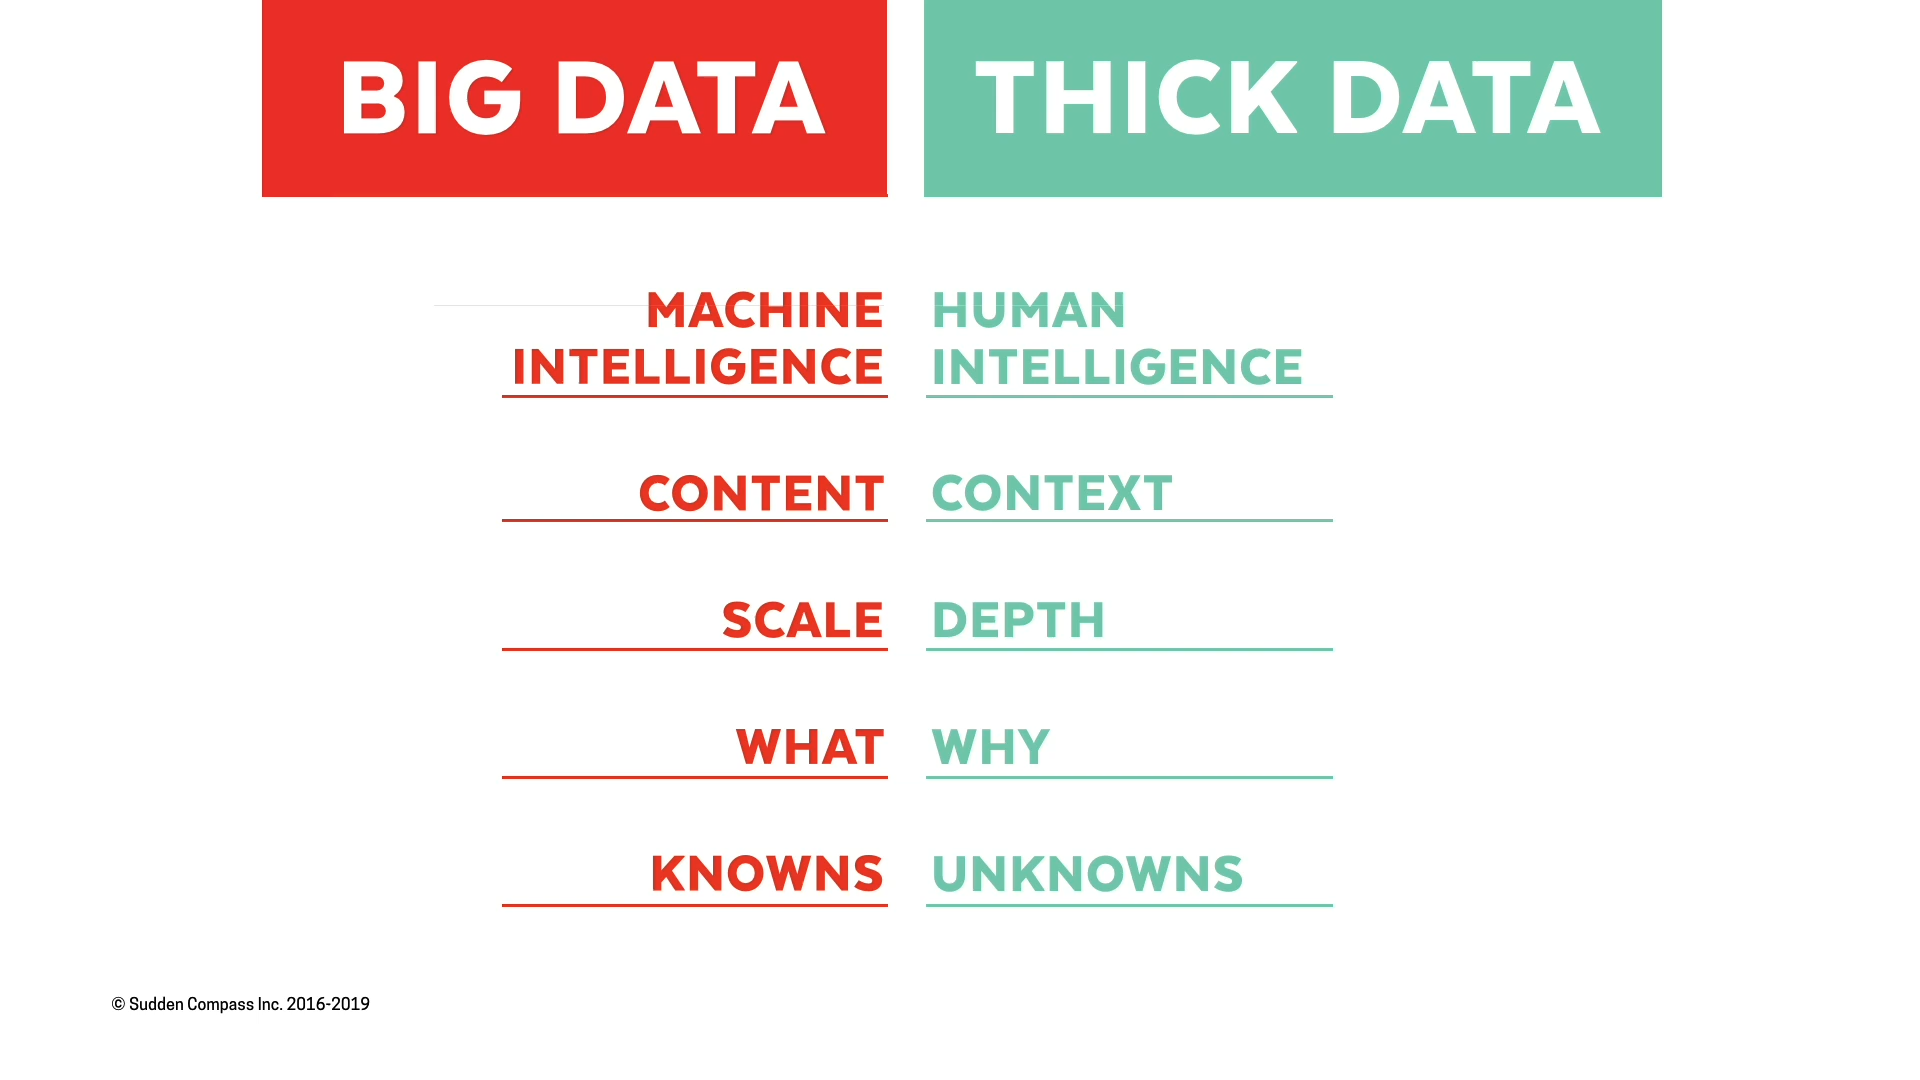 BIG DATA
THICK DATA
MACHINE
INTELLIGENCE
HUMAN
INTELLIGENCE
CONTENT
CONTEXT
SCALE
DEPTH
WHAT
WHY
KNOWNS
UNKNOWNS
© Sudden Compass Inc. 2016-2019